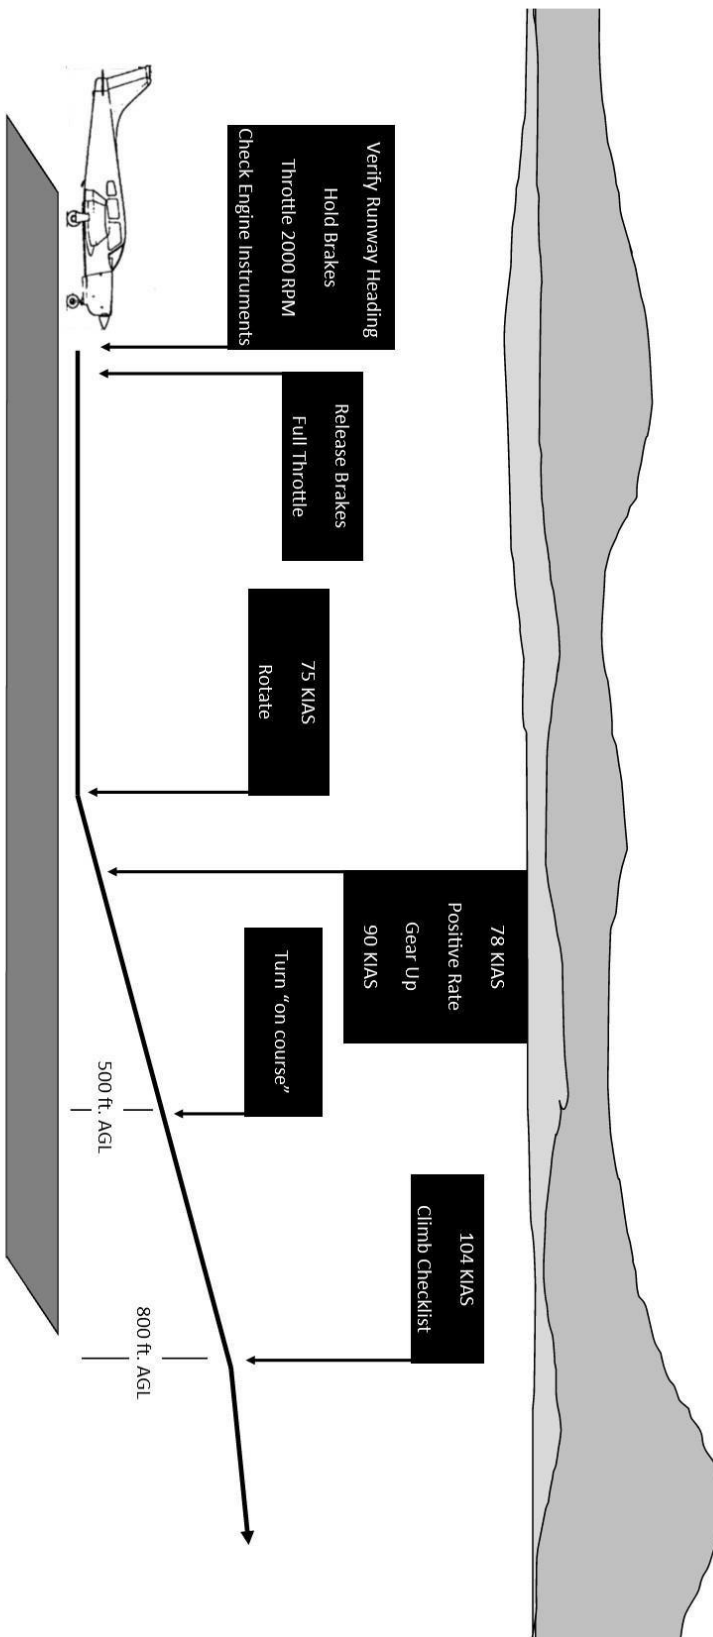 Verify Runway Heading
Hold Brakes
Throttle 2000 RPM
Check Engine Instruments
Release Brakes
Full Throttle
75 KIAS
Rotate
78 KIAS
Positive Rate
Gear Up
90 KIAS
Turn “on course”
500 ft. AGL
104 KIAS
Climb Checklist
800 ft. AGL